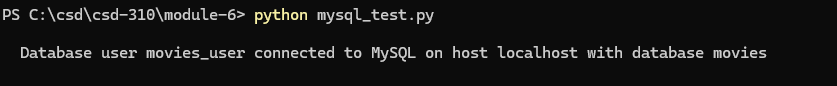 PS C:\csd\csd-310\module-6> python mysql_test.py
Database user movies_user connected to MySQL on host localhost with database movies